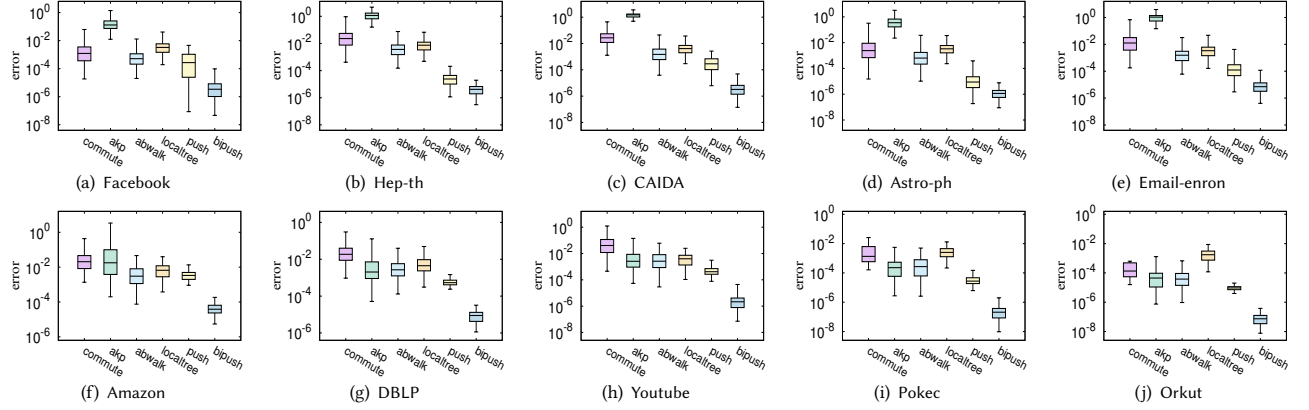 error 10^0 10^-2 10^-4 10^-6 10^-8 commute akp abwalk localtree push bipush
(a) Facebook
error 10^0 10^-2 10^-4 10^-6 10^-8 commute akp abwalk localtree push bipush
(b) Hep-th
error 10^0 10^-2 10^-4 10^-6 10^-8 commute akp abwalk localtree push bipush
(c) CAIDA
error 10^0 10^-2 10^-4 10^-6 10^-8 commute akp abwalk localtree push bipush
(d) Astro-ph
error 10^0 10^-2 10^-4 10^-6 10^-8 commute akp abwalk localtree push bipush
(e) Email-enron
error 10^0 10^-2 10^-4 10^-6 commute akp abwalk localtree push bipush
(f) Amazon
error 10^0 10^-2 10^-4 10^-6 commute akp abwalk localtree push bipush
(g) DBLP
error 10^0 10^-2 10^-4 10^-6 10^-8 commute akp abwalk localtree push bipush
(h) Youtube
error 10^0 10^-2 10^-4 10^-6 10^-8 commute akp abwalk localtree push bipush
(i) Pokec
error 10^0 10^-2 10^-4 10^-6 10^-8 commute akp abwalk localtree push bipush
(j) Orkut